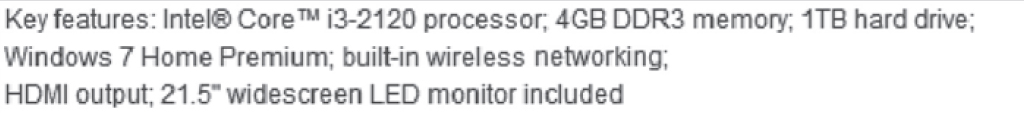 Key features: Intel® Core™ i3-2120 processor; 4GB DDR3 memory; 1TB hard drive;
Windows 7 Home Premium; built-in wireless networking;
HDMI output; 21.5" widescreen LED monitor included